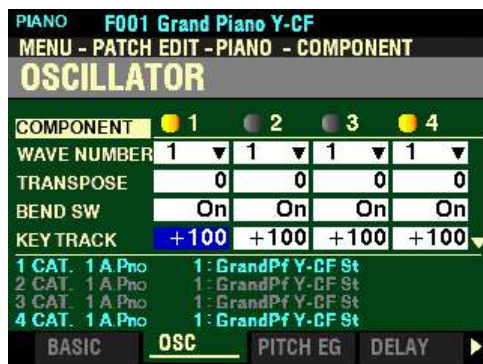 PIANO F001 Grand Piano Y-CF
MENU - PATCH EDIT - PIANO - COMPONENT
OSCILLATOR
COMPONENT 1 2 3 4
WAVE NUMBER 1 ▼ 1 ▼ 1 ▼ 1 ▼
TRANSPOSE 0 0 0 0
BEND SW On On On On
KEY TRACK +100 +100 +100 +100
1 CAT. 1 A.Pno 1: GrandPf Y-CF St
2 CAT. 1 A.Pno 1: GrandPf Y-CF St
3 CAT. 1 A.Pno 1: GrandPf Y-CF St
4 CAT. 1 A.Pno 1: GrandPf Y-CF St
BASIC OSC PITCH EG DELAY